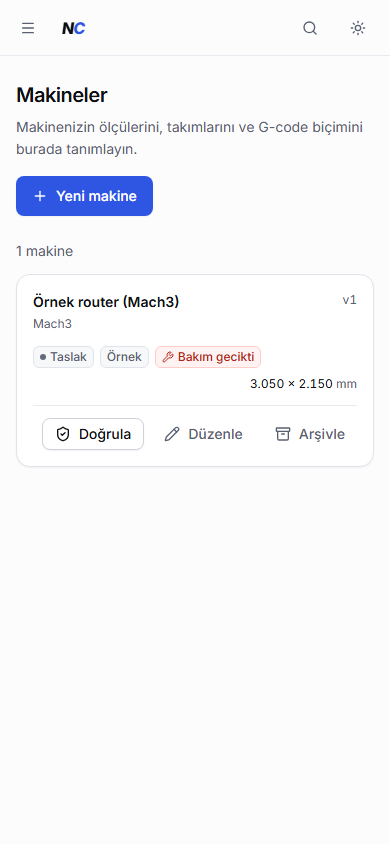 NC
Makineler
Makinenizin ölçülerini, takımlarını ve G-code biçimini
burada tanımlayın.
Yeni makine
1 makine
Örnek router (Mach3)
v1
Mach3
Taslak
Örnek
Bakım gecikti
3.050 × 2.150 mm
Doğrula
Düzenle
Arşivle